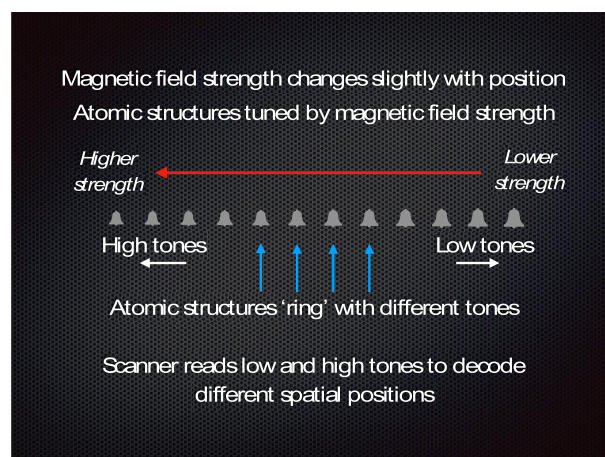 Magnetic field strength changes slightly with position
Atomic structures tuned by magnetic field strength
Higher
strength
Lower
strength
High tones
Low tones
Atomic structures ‘ring’ with different tones
Scanner reads low and high tones to decode
different spatial positions